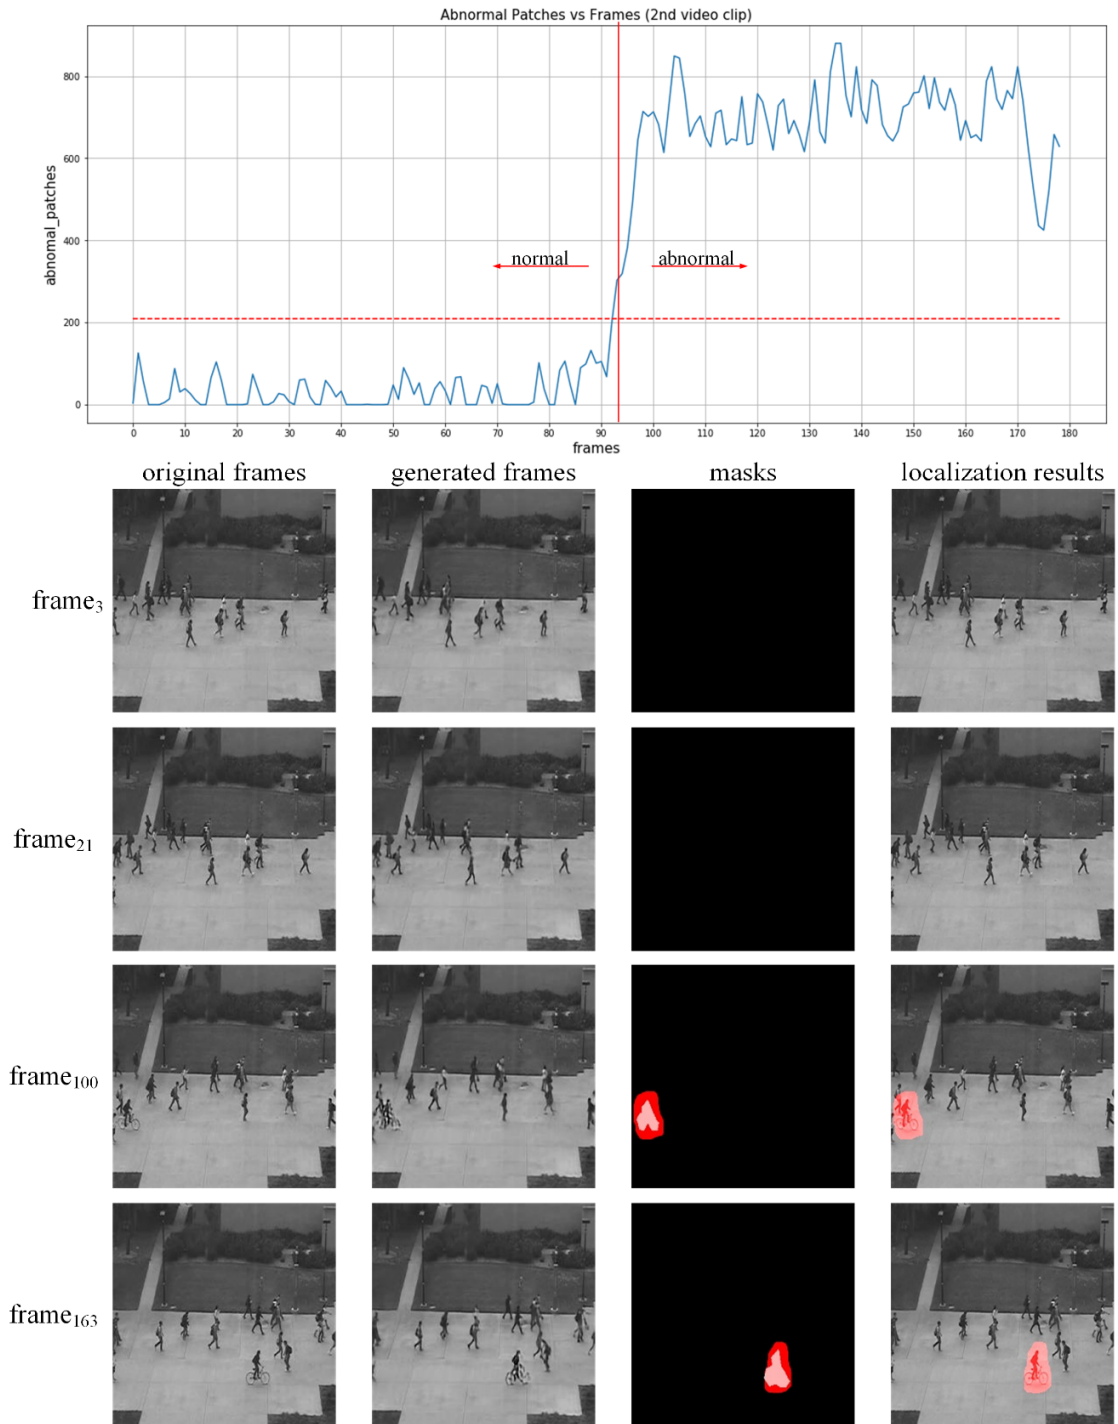 Abnormal Patches vs Frames (2nd video clip)
abnomal_patches
800
600
400
200
0
normal
abnormal
0 10 20 30 40 50 60 70 80 90 100 110 120 130 140 150 160 170 180
frames
original frames generated frames masks localization results
frame3
frame21
frame100
frame163